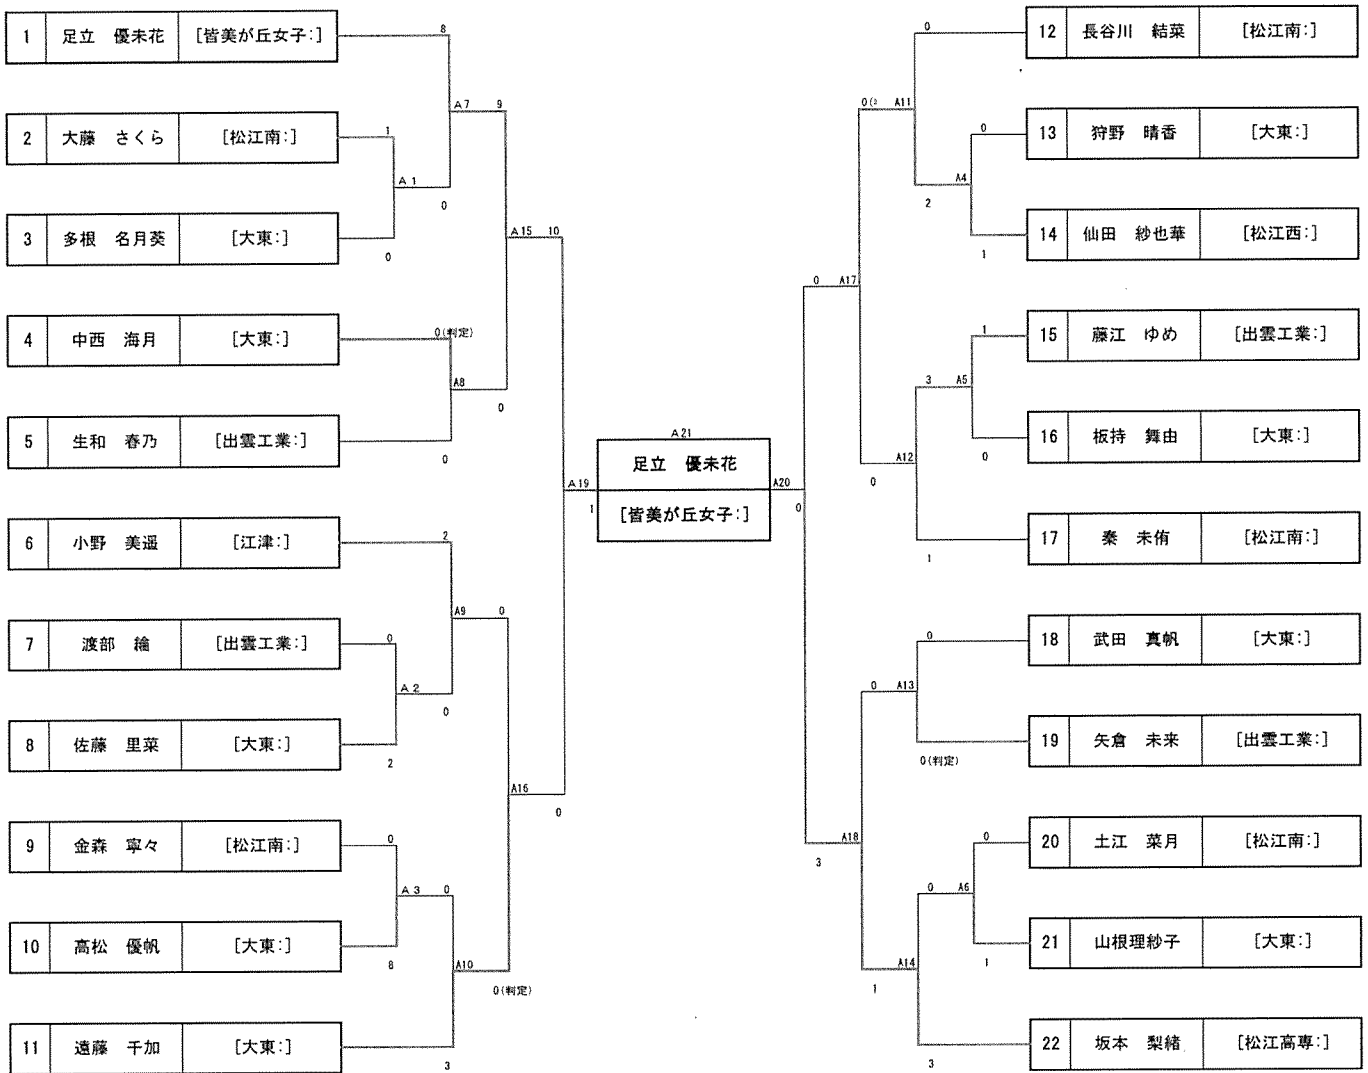 1 足立 優未花 [皆美が丘女子:]
2 大藤 さくら [松江南:]
3 多根 名月葵 [大東:]
4 中西 海月 [大東:]
5 生和 春乃 [出雲工業:]
6 小野 美遥 [江津:]
7 渡部 綸 [出雲工業:]
8 佐藤 里菜 [大東:]
9 金森 寧々 [松江南:]
10 高松 優帆 [大東:]
11 遠藤 千加 [大東:]
8
A7 9
1
A1
0
0
A15 10
0(判定)
A8
0
0
A19
1
2
A9 0
0
A2
0
2
A16
0
0
A3 0
8
A10
0(判定)
3
A21
足立 優未花
[皆美が丘女子:]
A20
0
0
0( A11
0
2 A4
1
0 A17
1
3 A5
0
A12
0
1
0
0 A13
0(判定)
A18
3
0
0 A6
1
A14
1
3
12 長谷川 結菜 [松江南:]
13 狩野 晴香 [大東:]
14 仙田 紗也華 [松江西:]
15 藤江 ゆめ [出雲工業:]
16 板持 舞由 [大東:]
17 秦 未侑 [松江南:]
18 武田 真帆 [大東:]
19 矢倉 未来 [出雲工業:]
20 土江 菜月 [松江南:]
21 山根理紗子 [大東:]
22 坂本 梨緒 [松江高専:]